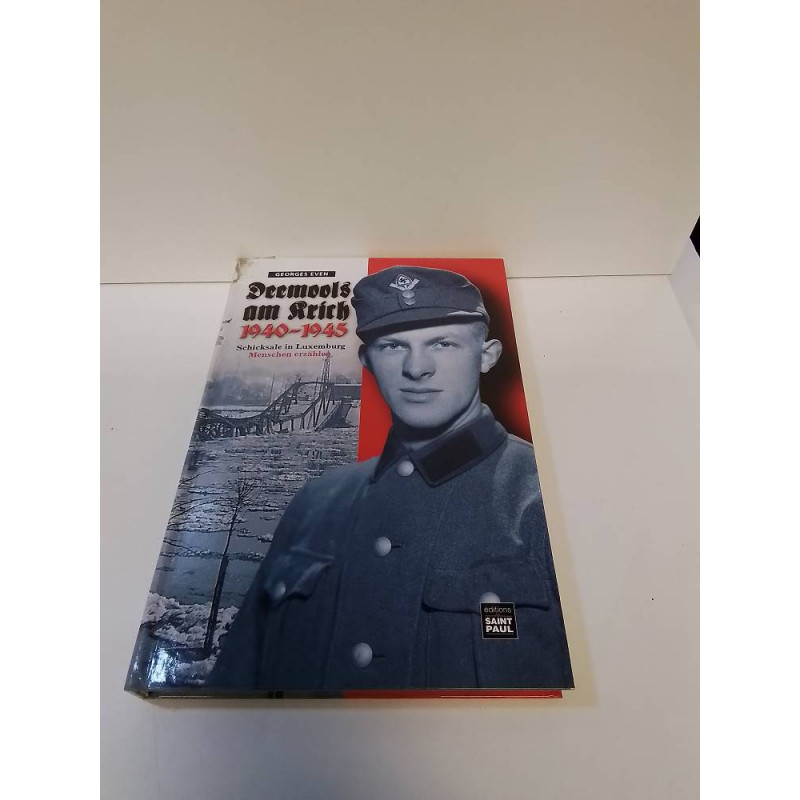 GEORGES EVEN
Deemools
am Krich
1940-1945
Schicksale in Luxemburg
Menschen erzählen
éditions
SAINT
PAUL